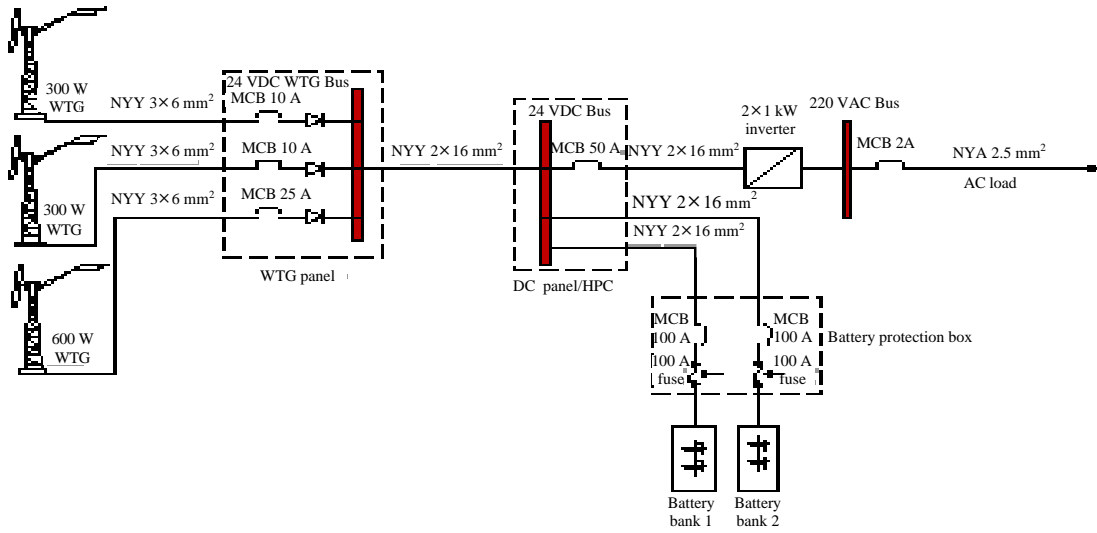 300 W
WTG
NYY 3×6 mm²
24 VDC WTG Bus
MCB 10 A
300 W
WTG
NYY 3×6 mm²
MCB 10 A
600 W
WTG
NYY 3×6 mm²
MCB 25 A
WTG panel
NYY 2×16 mm²
24 VDC Bus
MCB 50 A
DC panel/HPC
NYY 2×16 mm²
2×1 kW
inverter
220 VAC Bus
MCB 2A
NYA 2.5 mm²
AC load
NYY 2×16 mm²
NYY 2×16 mm²
MCB
100 A
100 A
fuse
MCB
100 A
100 A
fuse
Battery protection box
Battery
bank 1
Battery
bank 2